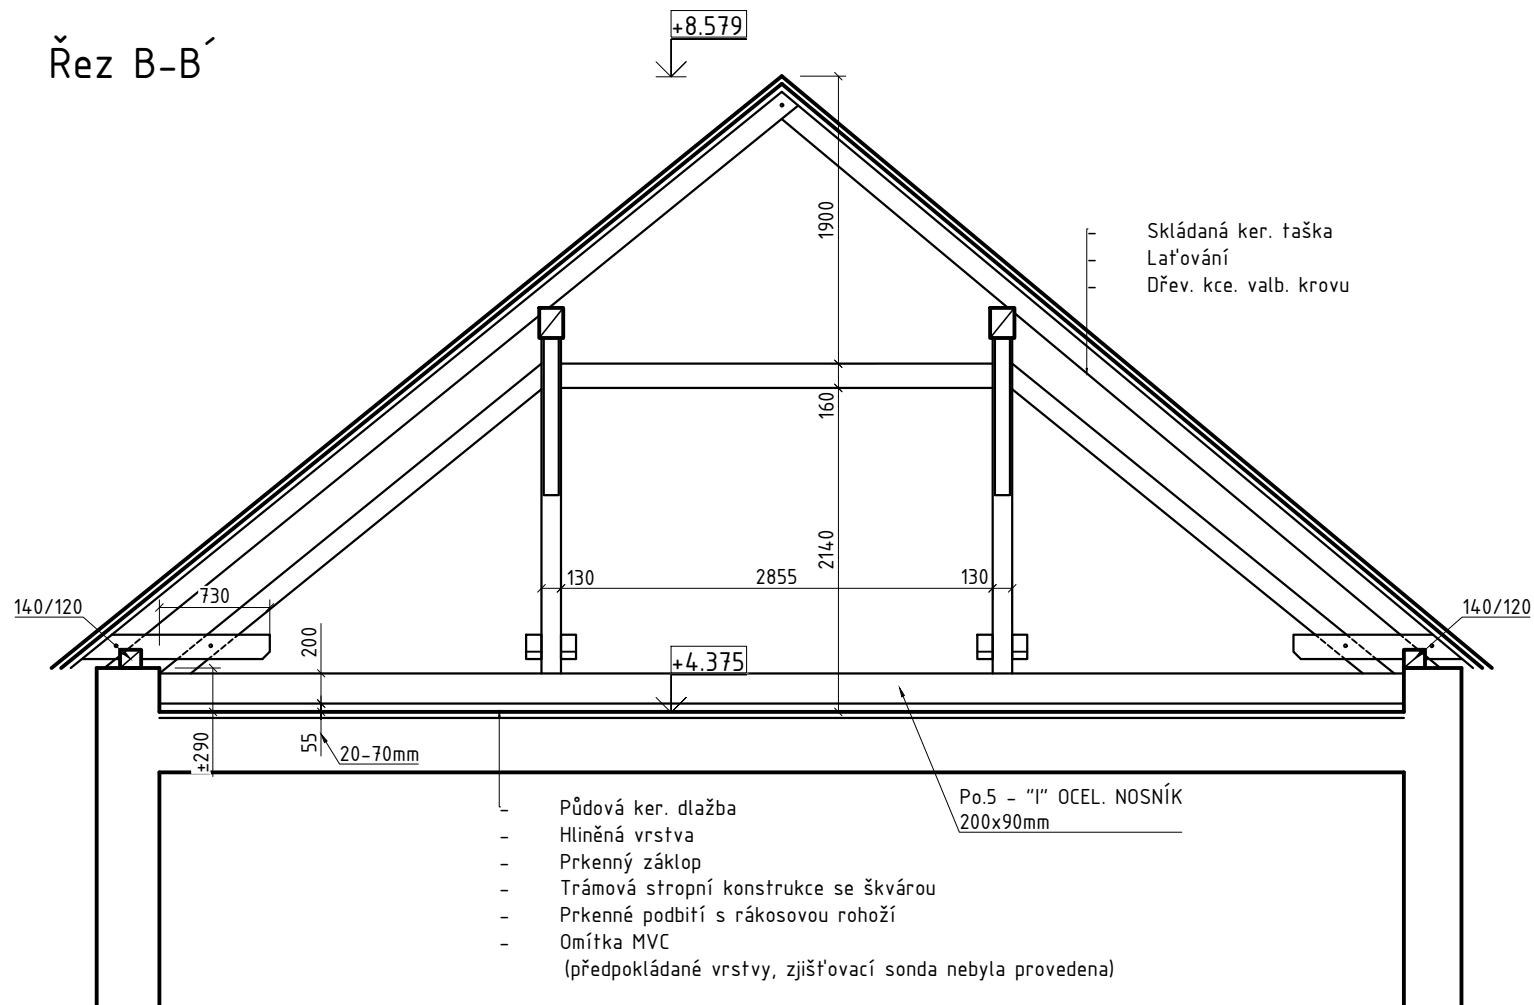 Řez B-B´
+8.579
1900
- Skládaná ker. taška
- Laťování
- Dřev. kce. valb. krovu
160
2140
130
2855
130
730
140/120
140/120
200
+4.375
±290
55
20-70mm
Po.5 - "I" OCEL. NOSNÍK
200x90mm
- Půdová ker. dlažba
- Hliněná vrstva
- Prkenný záklop
- Trámová stropní konstrukce se škvárou
- Prkenné podbití s rákosovou rohoží
- Omítka MVC
(předpokládané vrstvy, zjišťovací sonda nebyla provedena)